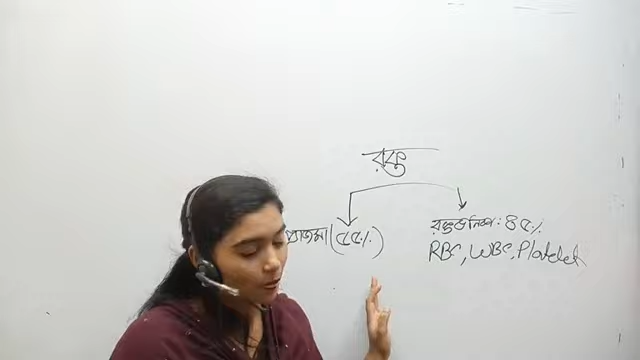 রক্ত
প্লাজমা (৫৫%)
রক্তকণিকা: ৪৫%
RBC, WBC, Platelet